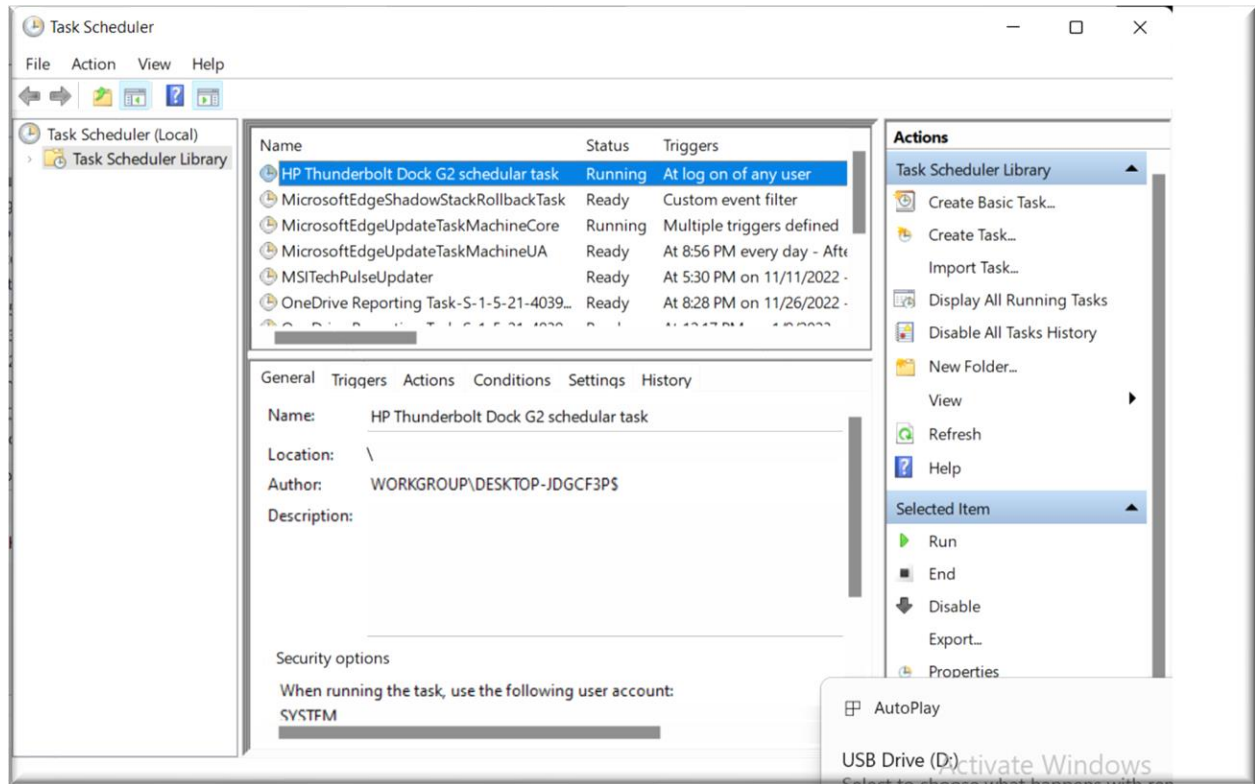 Task Scheduler
File Action View Help
Task Scheduler (Local)
Task Scheduler Library
Name Status Triggers
HP Thunderbolt Dock G2 schedular task Running At log on of any user
MicrosoftEdgeShadowStackRollbackTask Ready Custom event filter
MicrosoftEdgeUpdateTaskMachineCore Running Multiple triggers defined
MicrosoftEdgeUpdateTaskMachineUA Ready At 8:56 PM every day - Afte
MSITechPulseUpdater Ready At 5:30 PM on 11/11/2022 -
OneDrive Reporting Task-S-1-5-21-4039... Ready At 8:28 PM on 11/26/2022 -
General Triggers Actions Conditions Settings History
Name: HP Thunderbolt Dock G2 schedular task
Location: \
Author: WORKGROUP\DESKTOP-JDGCF3P$
Description:
Security options
When running the task, use the following user account:
SYSTEM
Actions
Task Scheduler Library
Create Basic Task...
Create Task...
Import Task...
Display All Running Tasks
Disable All Tasks History
New Folder...
View
Refresh
Help
Selected Item
Run
End
Disable
Export...
Properties
AutoPlay
USB Drive (D:)
Activate Windows